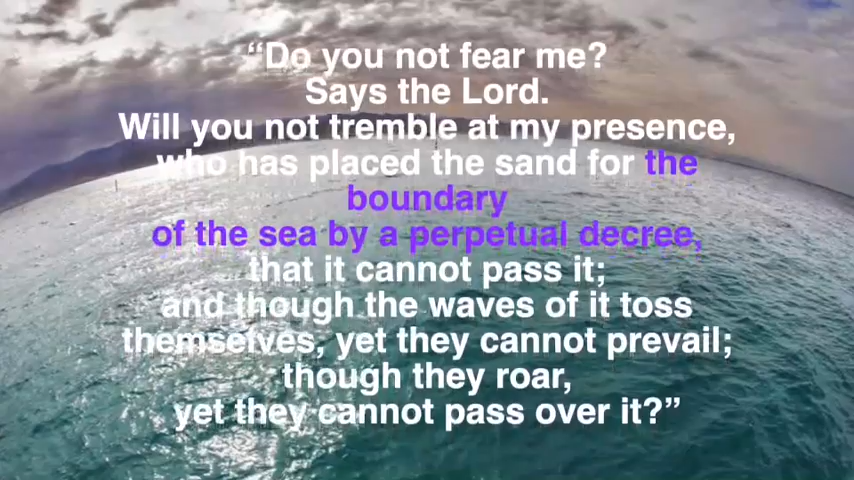 “Do you not fear me?
Says the Lord.
Will you not tremble at my presence,
who has placed the sand for the
boundary
of the sea by a perpetual decree,
that it cannot pass it;
and though the waves of it toss
themselves, yet they cannot prevail;
though they roar,
yet they cannot pass over it?”